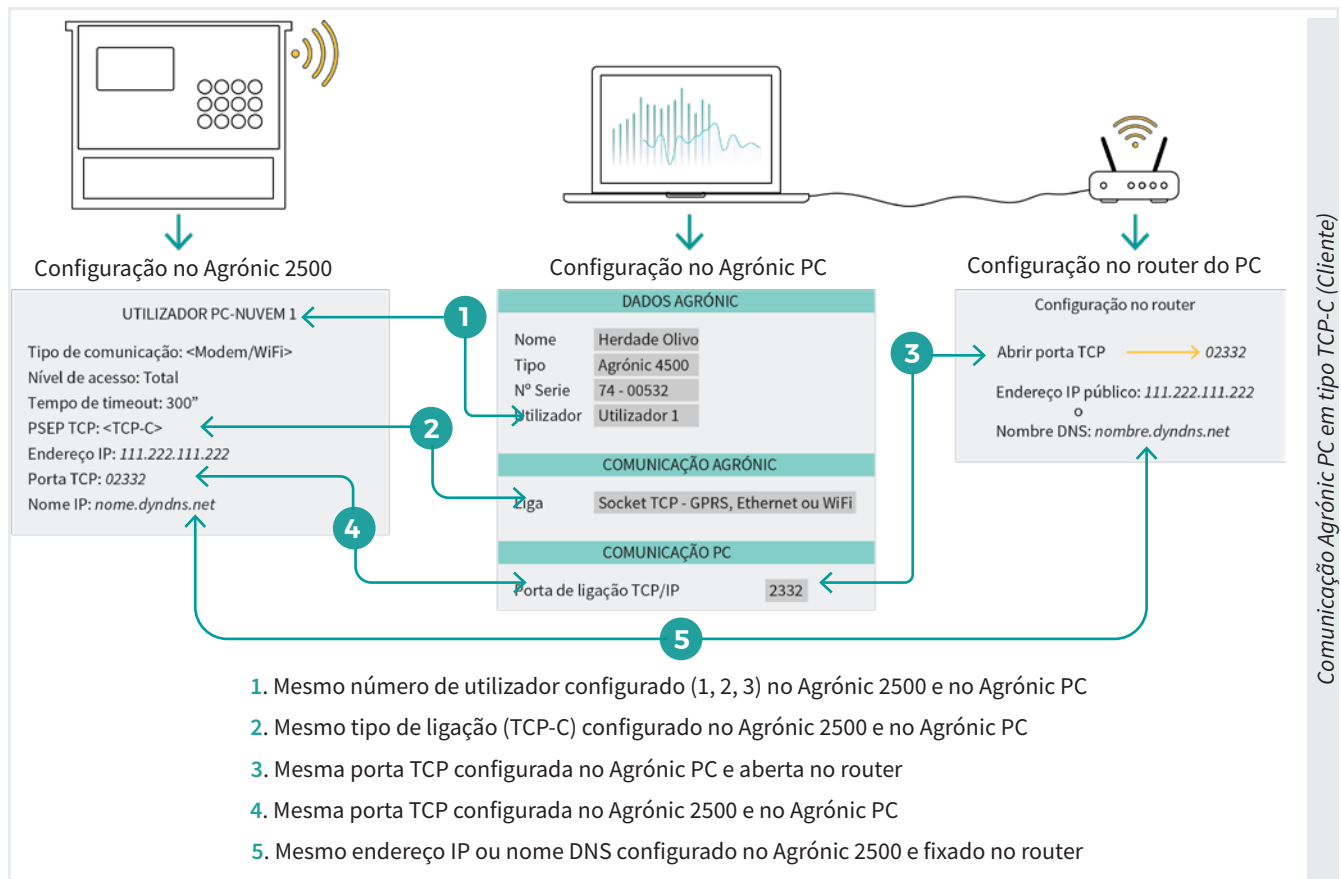 Configuração no Agrónic 2500
UTILIZADOR PC-NUVEM 1
Tipo de comunicação: <Modem/WiFi>
Nível de acesso: Total
Tempo de timeout: 300”
PSEP TCP: <TCP-C>
Endereço IP: 111.222.111.222
Porta TCP: 02332
Nome IP: nome.dyndns.net
Configuração no Agrónic PC
DADOS AGRÓNIC
Nome Herdade Olivo
Tipo Agrónic 4500
Nº Serie 74 - 00532
Utilizador Utilizador 1
COMUNICAÇÃO AGRÓNIC
Liga Socket TCP - GPRS, Ethernet ou WiFi
COMUNICAÇÃO PC
Porta de ligação TCP/IP 2332
Configuração no router do PC
Configuração no router
Abrir porta TCP 02332
Endereço IP público: 111.222.111.222
o
Nombre DNS: nombre.dyndns.net
1
2
3
4
5
1. Mesmo número de utilizador configurado (1, 2, 3) no Agrónic 2500 e no Agrónic PC
2. Mesmo tipo de ligação (TCP-C) configurado no Agrónic 2500 e no Agrónic PC
3. Mesma porta TCP configurada no Agrónic PC e aberta no router
4. Mesma porta TCP configurada no Agrónic 2500 e no Agrónic PC
5. Mesmo endereço IP ou nome DNS configurado no Agrónic 2500 e fixado no router
Comunicação Agrónic PC em tipo TCP-C (Cliente)